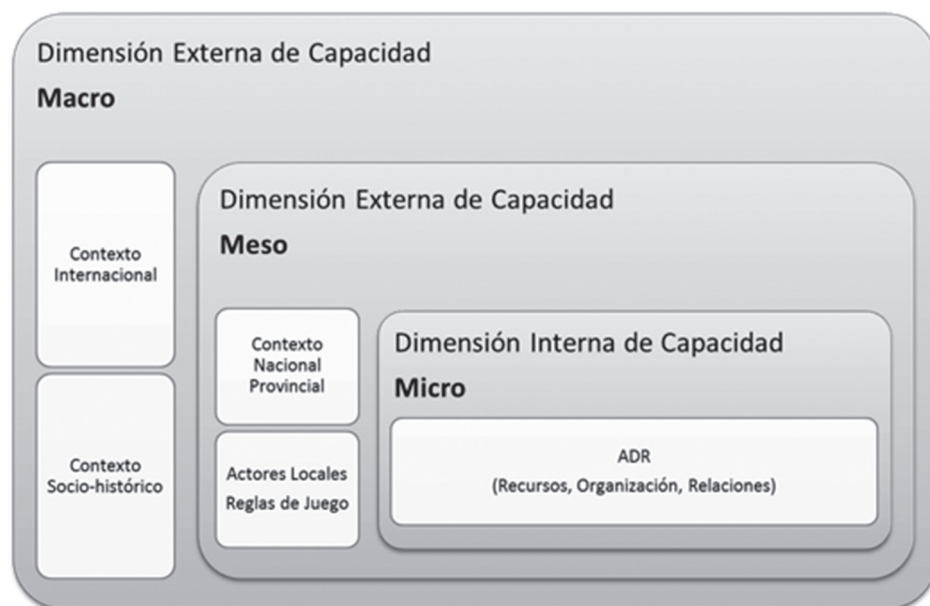 Dimensión Externa de Capacidad
Macro
Contexto
Internacional
Contexto
Socio-histórico
Dimensión Externa de Capacidad
Meso
Contexto
Nacional
Provincial
Actores Locales
Reglas de Juego
Dimensión Interna de Capacidad
Micro
ADR
(Recursos, Organización, Relaciones)